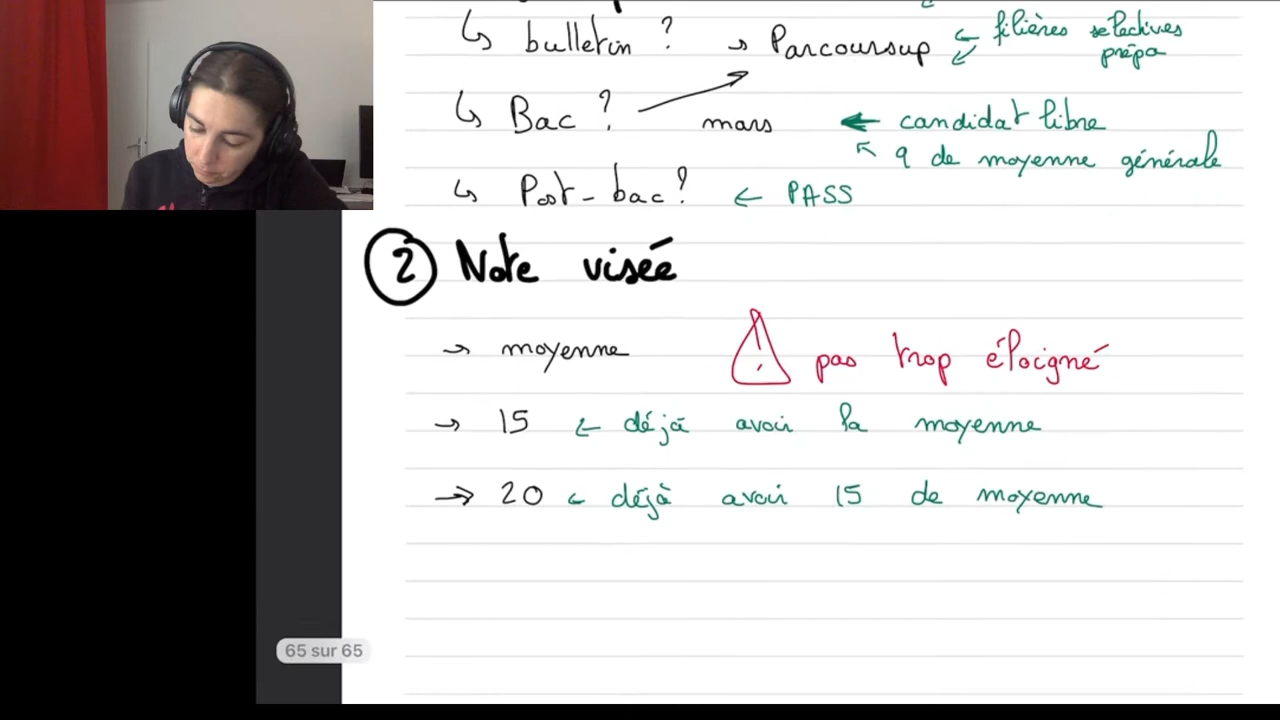 ↳ bulletin ? → Parcoursup ← filières sélectives
prépa
↳ Bac ? mars ← candidat libre
↖ 9 de moyenne générale
↳ Post-bac ? ← PASS
② Note visée
→ moyenne ⚠ pas trop éloigné
→ 15 ← déjà avoir la moyenne
→ 20 ← déjà avoir 15 de moyenne
65 sur 65